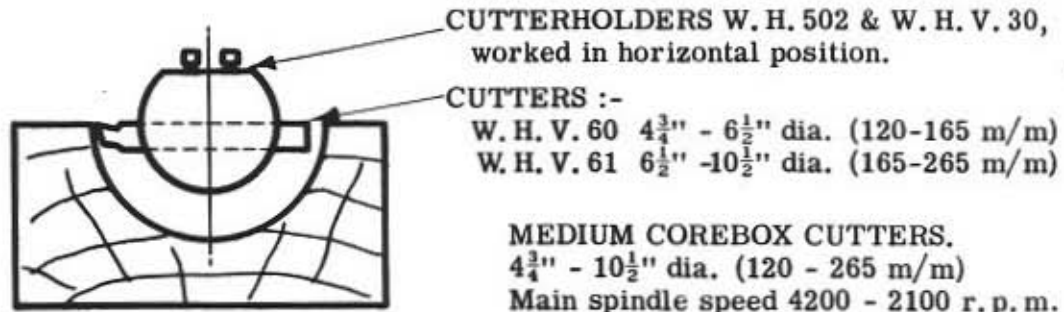 CUTTERHOLDERS W. H. 502 & W. H. V. 30,
worked in horizontal position.
CUTTERS :-
W. H. V. 60 4¾" - 6½" dia. (120-165 m/m)
W. H. V. 61 6½" -10½" dia. (165-265 m/m)
MEDIUM COREBOX CUTTERS.
4¾" - 10½" dia. (120 - 265 m/m)
Main spindle speed 4200 - 2100 r. p. m.